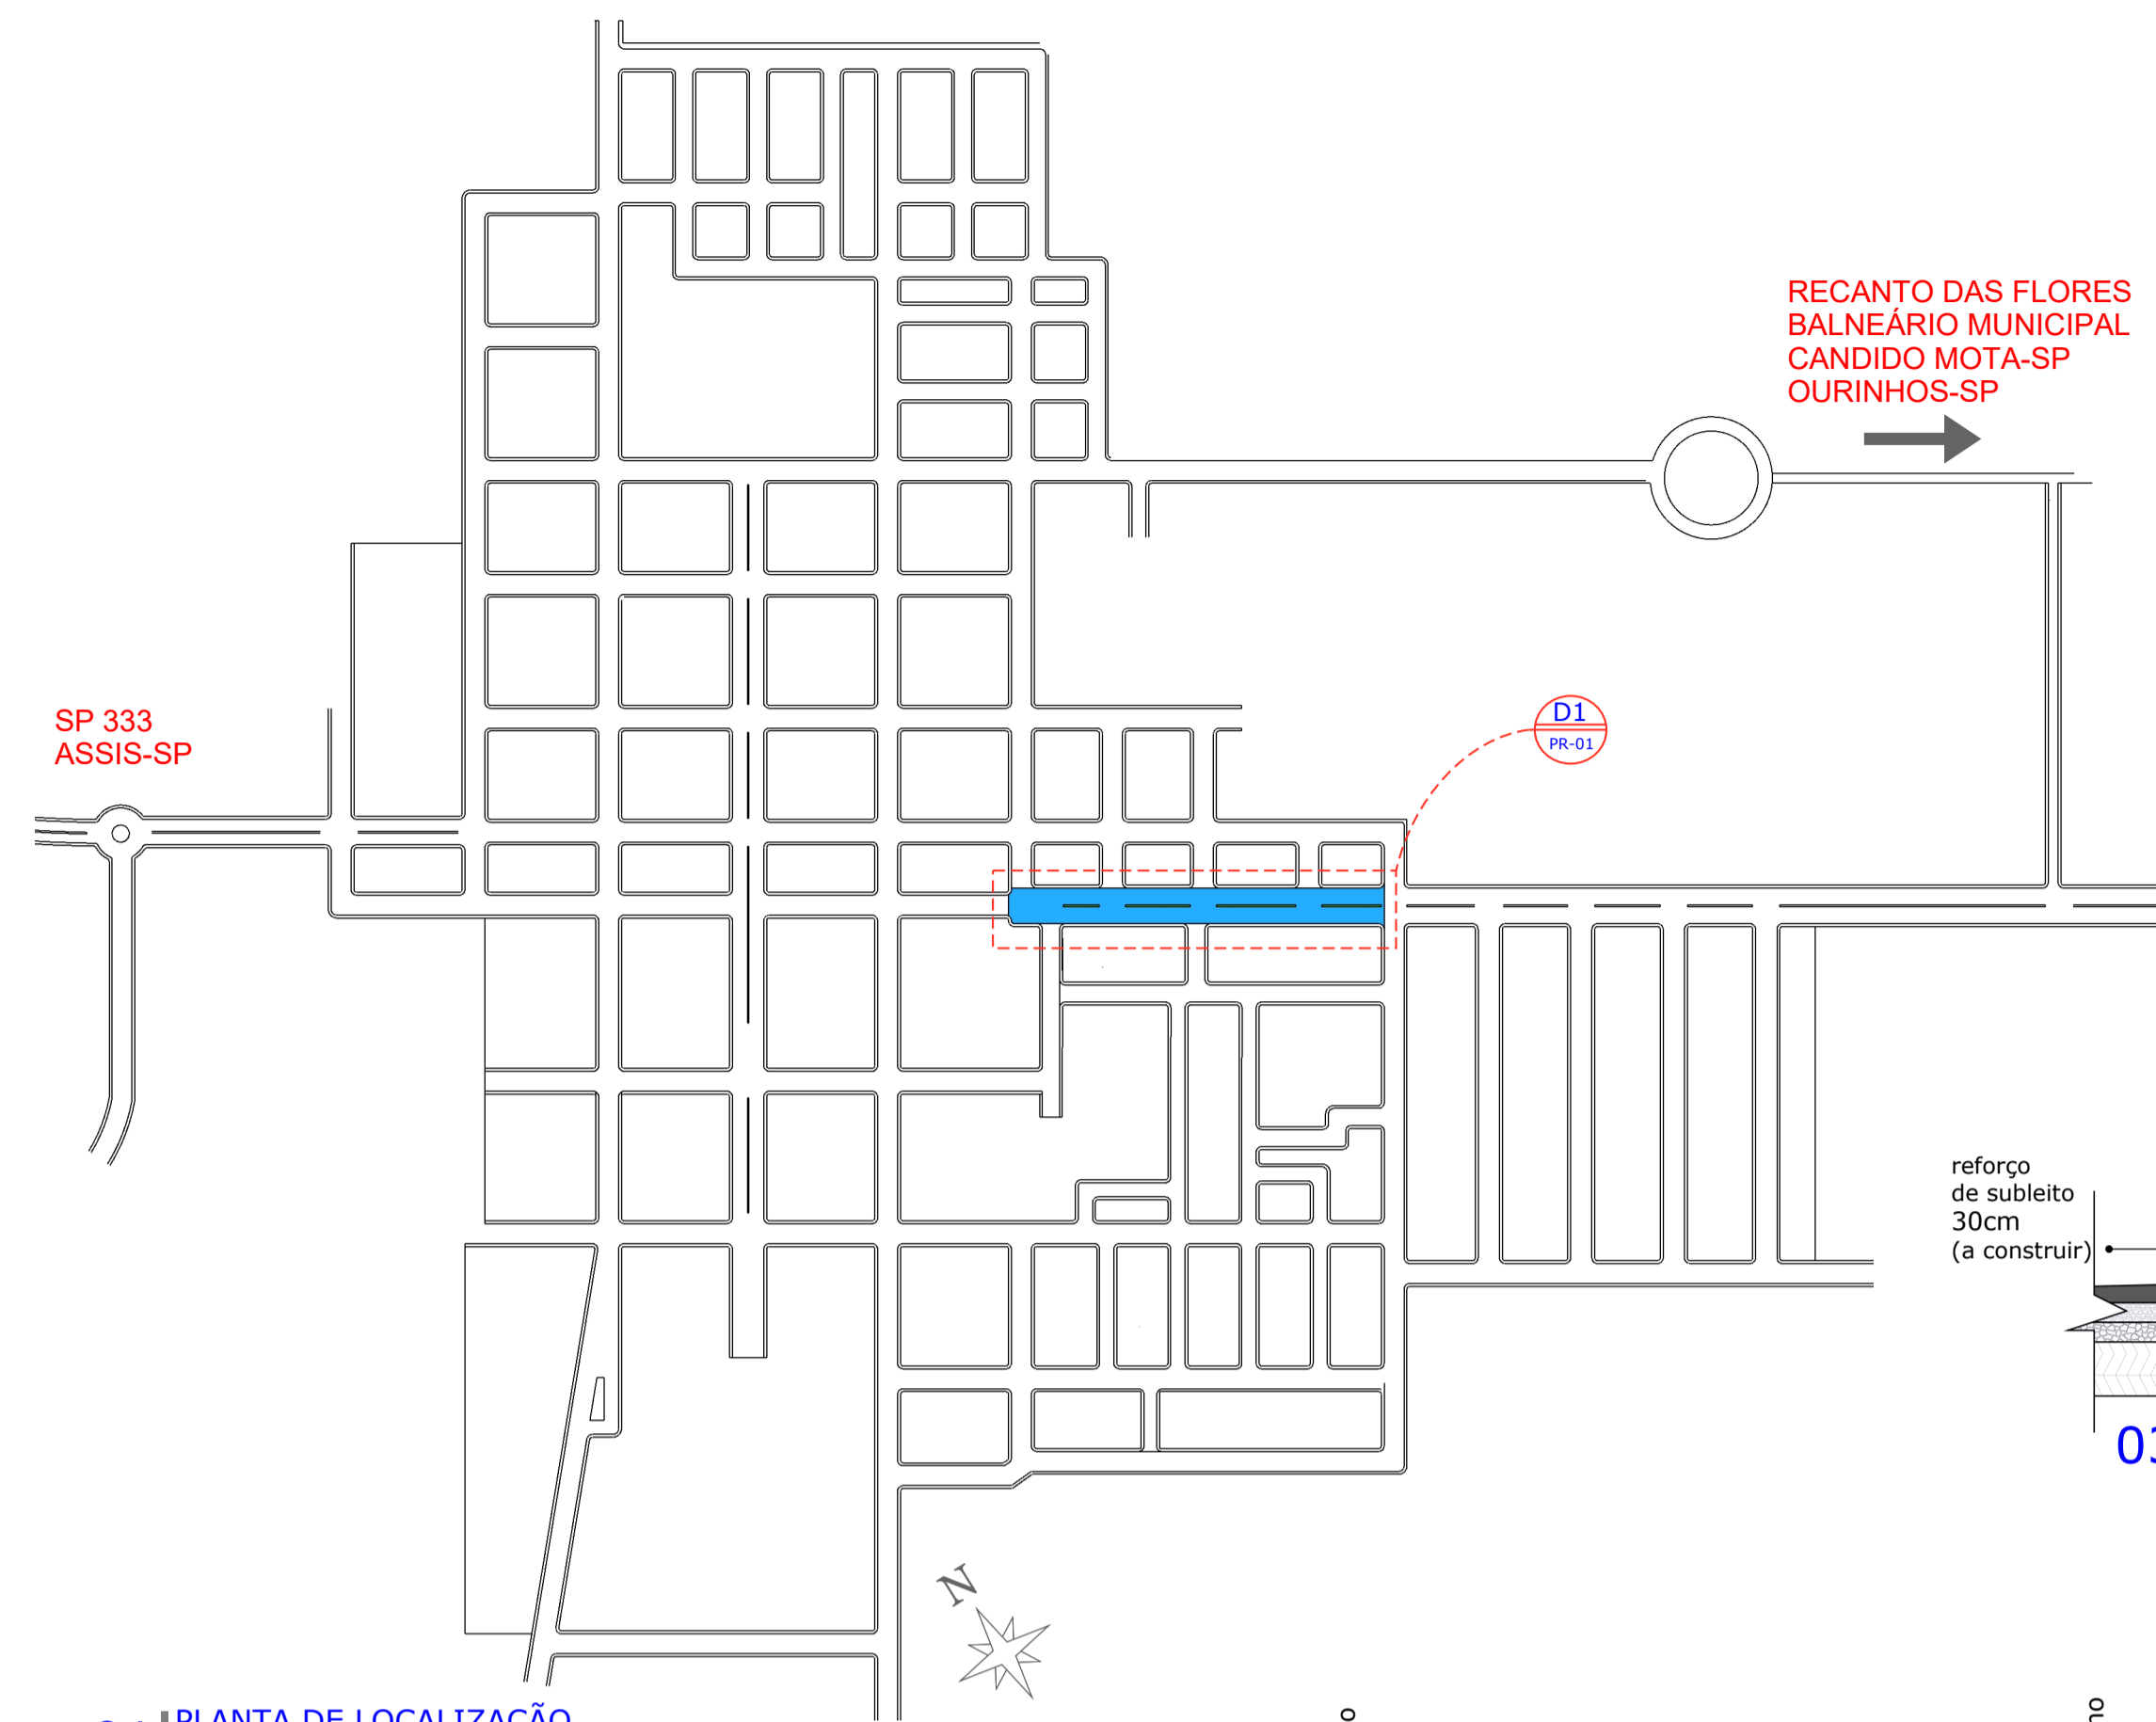 RECANTO DAS FLORES
BALNEÁRIO MUNICIPAL
CANDIDO MOTA-SP
OURINHOS-SP
SP 333
ASSIS-SP
D1
PR-01
reforço
de subleito
30cm
(a construir)
N
PLANTA DE LOCALIZAÇÃO